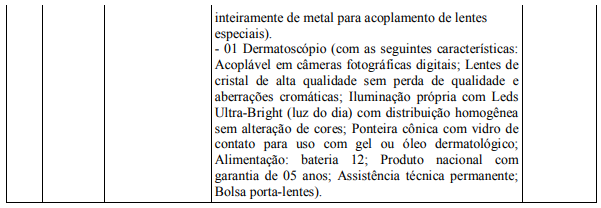 inteiramente de metal para acoplamento de lentes
especiais).
- 01 Dermatoscópio (com as seguintes características:
Acoplável em câmeras fotográficas digitais; Lentes de
cristal de alta qualidade sem perda de qualidade e
aberrações cromáticas; Iluminação própria com Leds
Ultra-Bright (luz do dia) com distribuição homogênea
sem alteração de cores; Ponteira cônica com vidro de
contato para uso com gel ou óleo dermatológico;
Alimentação: bateria 12; Produto nacional com
garantia de 05 anos; Assistência técnica permanente;
Bolsa porta-lentes).